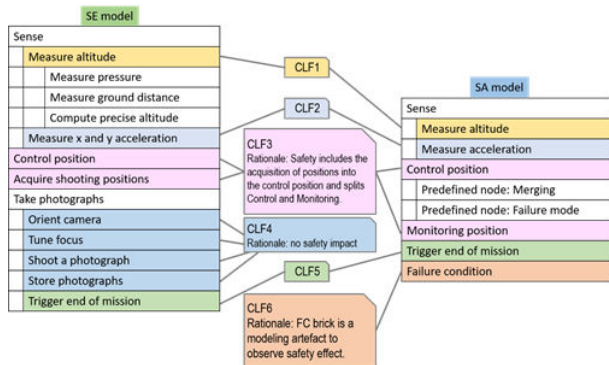 SE model
Sense
Measure altitude
Measure pressure
Measure ground distance
Compute precise altitude
Measure x and y acceleration
Control position
Acquire shooting positions
Take photographs
Orient camera
Tune focus
Shoot a photograph
Store photographs
Trigger end of mission
CLF1
CLF2
CLF3
Rationale: Safety includes the
acquisition of positions into
the control position and splits
Control and Monitoring.
CLF4
Rationale: no safety impact
CLF5
CLF6
Rationale: FC brick is a
modeling artefact to
observe safety effect.
SA model
Sense
Measure altitude
Measure acceleration
Control position
Predefined node: Merging
Predefined node: Failure mode
Monitoring position
Trigger end of mission
Failure condition